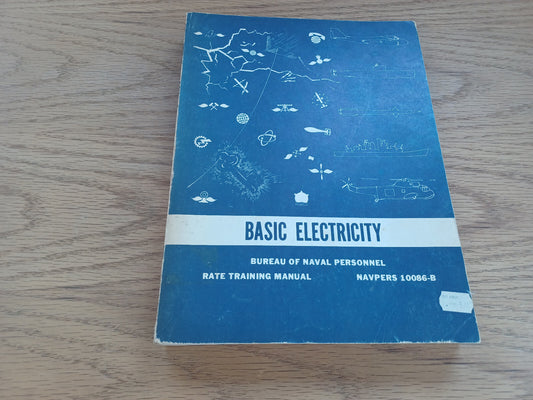 BASIC ELECTRICITY
BUREAU OF NAVAL PERSONNEL
RATE TRAINING MANUAL NAVPERS 10086-B